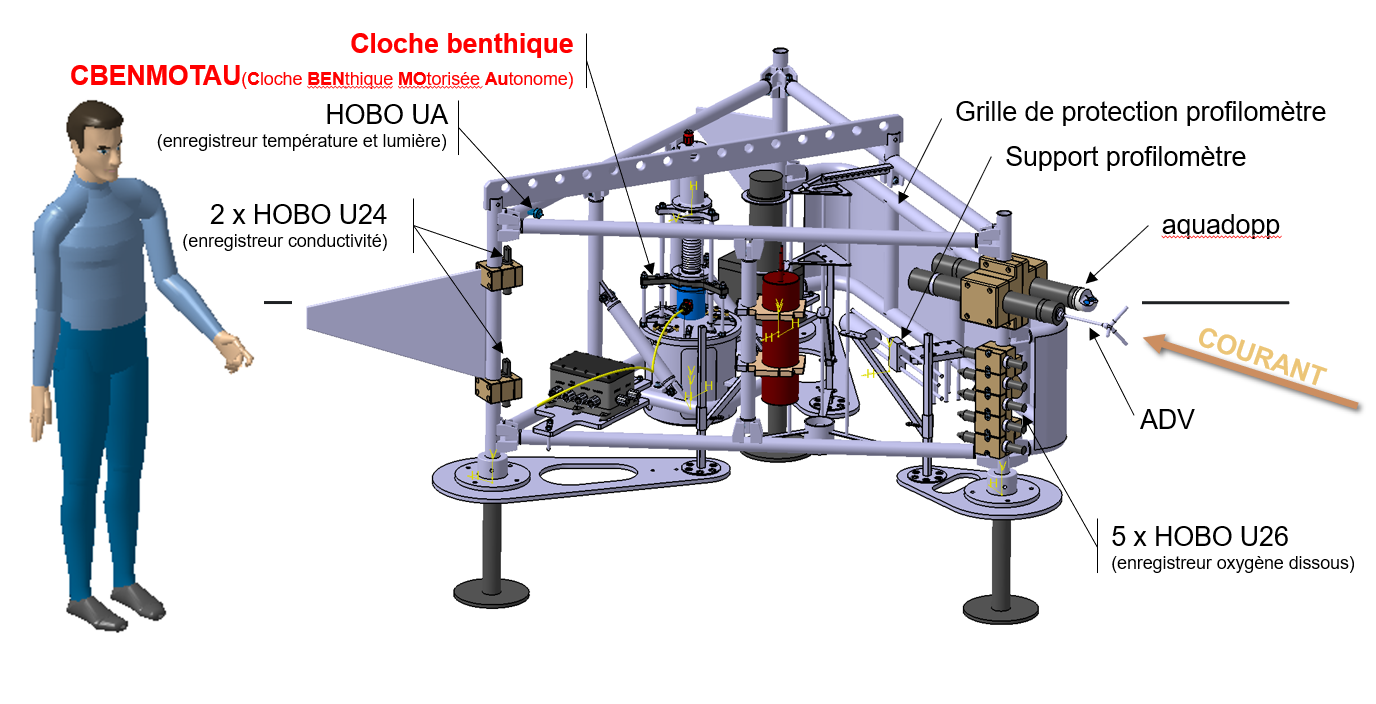 Cloche benthique
CBENMOTAU(Cloche BENthique MOtorisée Autonome)
HOBO UA
(enregistreur température et lumière)
2 x HOBO U24
(enregistreur conductivité)
Grille de protection profilomètre
Support profilomètre
aquadopp
COURANT
ADV
5 x HOBO U26
(enregistreur oxygène dissous)
H
V
H
V
H
V
H
H
V
H
V
H